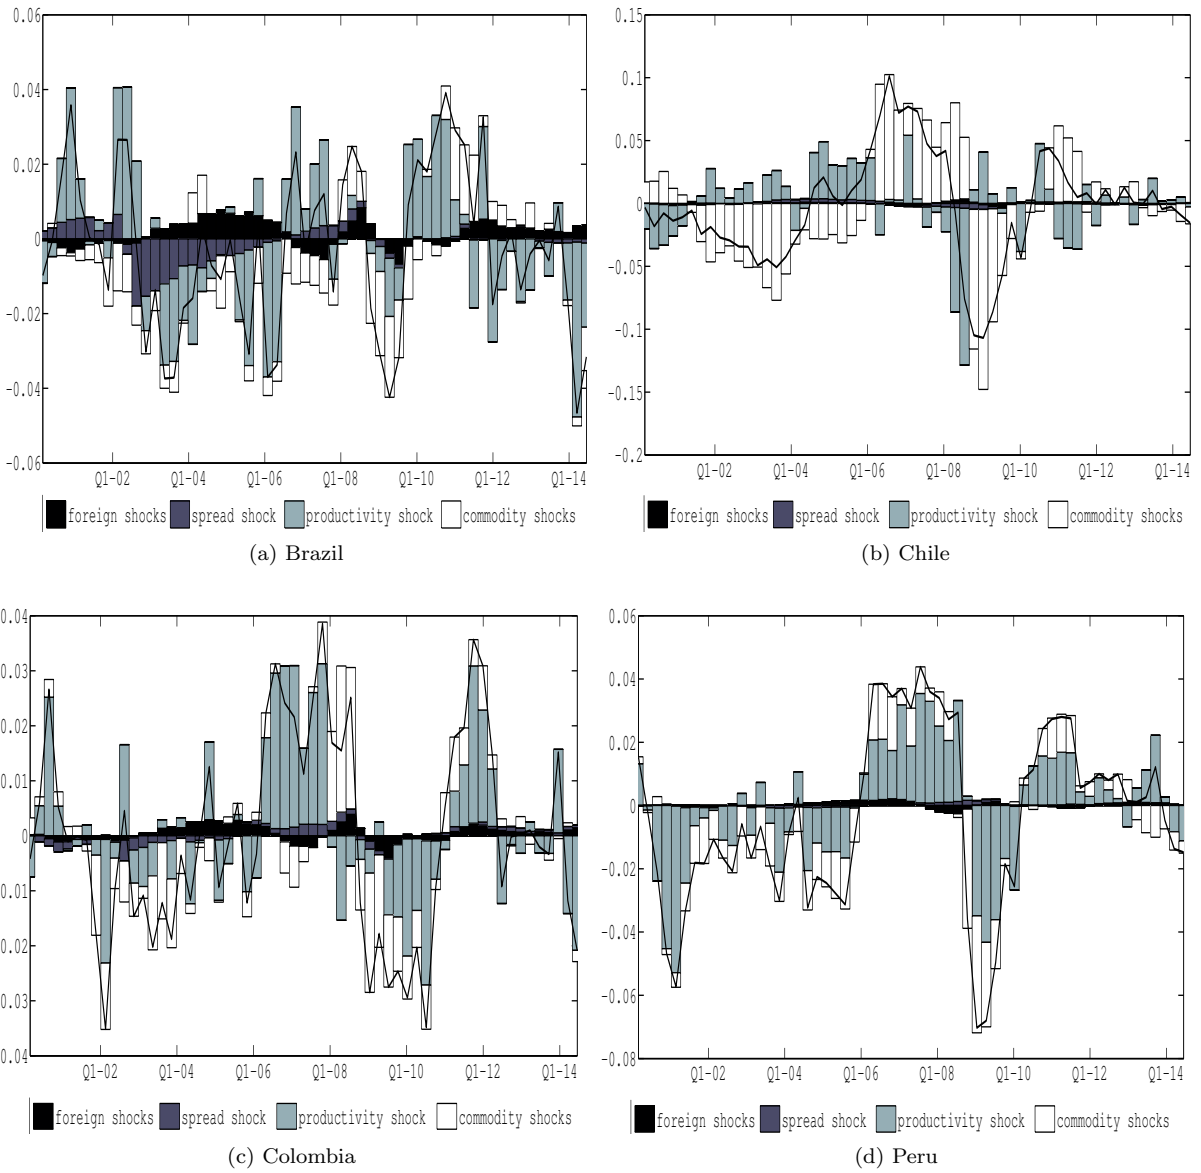 0.06
0.04
0.02
0
-0.02
-0.04
-0.06
Q1-02 Q1-04 Q1-06 Q1-08 Q1-10 Q1-12 Q1-14
foreign shocks spread shock productivity shock commodity shocks
(a) Brazil
0.15
0.1
0.05
0
-0.05
-0.1
-0.15
-0.2
Q1-02 Q1-04 Q1-06 Q1-08 Q1-10 Q1-12 Q1-14
foreign shocks spread shock productivity shock commodity shocks
(b) Chile
0.04
0.03
0.02
0.01
0
0.01
0.02
0.03
0.04
Q1-02 Q1-04 Q1-06 Q1-08 Q1-10 Q1-12 Q1-14
foreign shocks spread shock productivity shock commodity shocks
(c) Colombia
0.06
0.04
0.02
0
-0.02
-0.04
-0.06
-0.08
Q1-02 Q1-04 Q1-06 Q1-08 Q1-10 Q1-12 Q1-14
foreign shocks spread shock productivity shock commodity shocks
(d) Peru